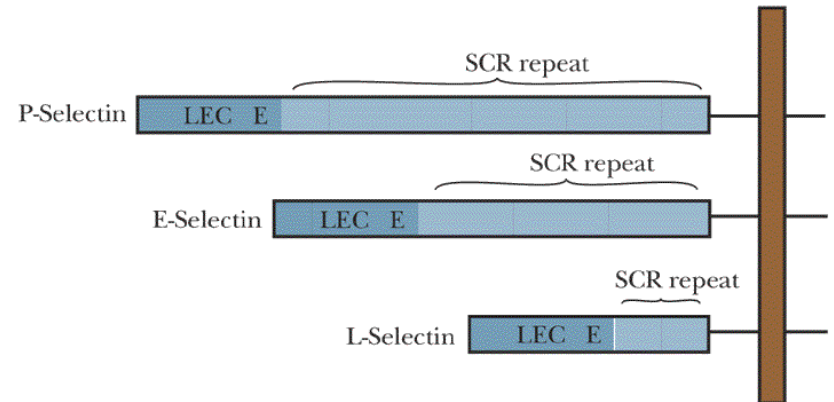 SCR repeat
P-Selectin LEC E
SCR repeat
E-Selectin LEC E
SCR repeat
L-Selectin LEC E